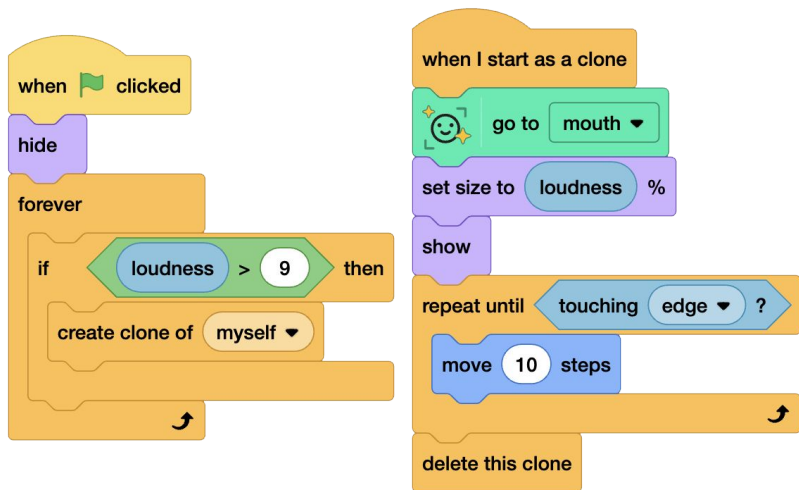 when clicked
hide
forever
if loudness > 9 then
create clone of myself
when I start as a clone
go to mouth
set size to loudness %
show
repeat until touching edge ?
move 10 steps
delete this clone